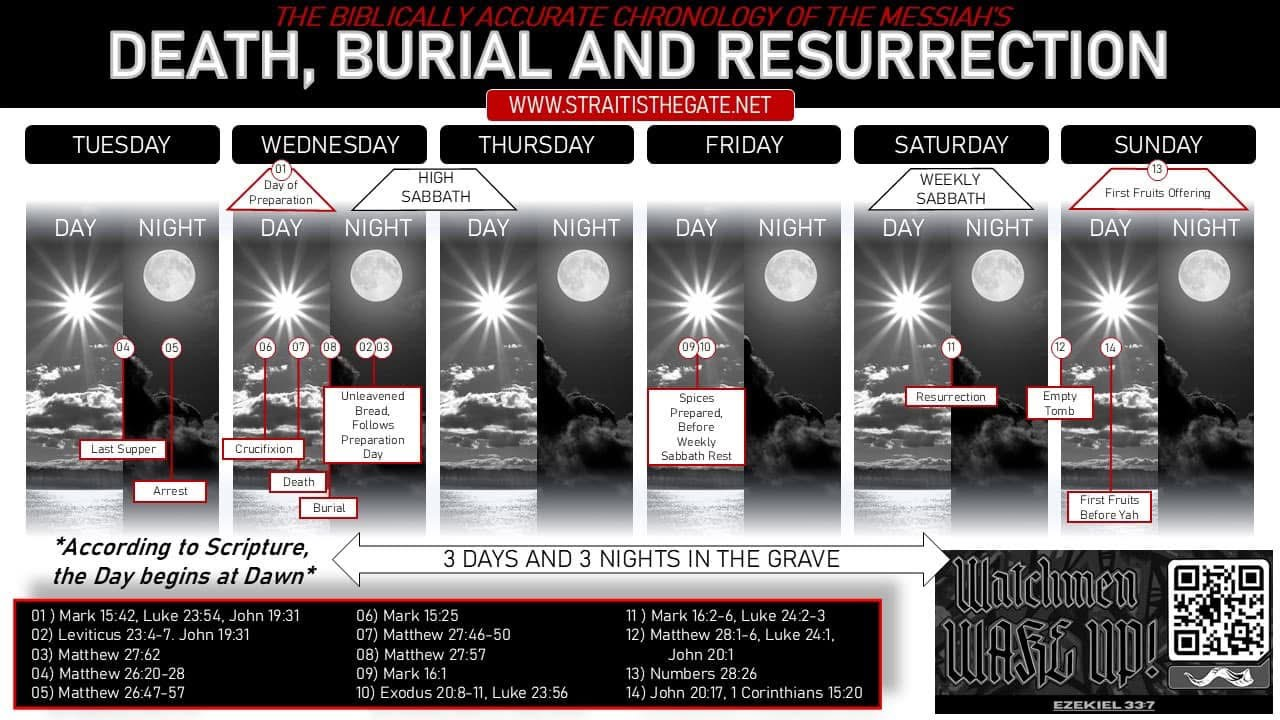 THE BIBLICALLY ACCURATE CHRONOLOGY OF THE MESSIAH'S
DEATH, BURIAL AND RESURRECTION
WWW.STRAITISTHEGATE.NET
TUESDAY
WEDNESDAY
THURSDAY
FRIDAY
SATURDAY
SUNDAY
01
Day of
Preparation
HIGH
SABBATH
WEEKLY
SABBATH
13
First Fruits Offering
DAY
NIGHT
DAY
NIGHT
DAY
NIGHT
DAY
NIGHT
DAY
NIGHT
DAY
NIGHT
04
05
06
07
08
02
03
09
10
11
12
14
Last Supper
Arrest
Crucifixion
Death
Burial
Unleavened
Bread,
Follows
Preparation
Day
Spices
Prepared,
Before
Weekly
Sabbath Rest
Resurrection
Empty
Tomb
First Fruits
Before Yah
*According to Scripture,
the Day begins at Dawn*
3 DAYS AND 3 NIGHTS IN THE GRAVE
01 ) Mark 15:42, Luke 23:54, John 19:31
02) Leviticus 23:4-7. John 19:31
03) Matthew 27:62
04) Matthew 26:20-28
05) Matthew 26:47-57
06) Mark 15:25
07) Matthew 27:46-50
08) Matthew 27:57
09) Mark 16:1
10) Exodus 20:8-11, Luke 23:56
11 ) Mark 16:2-6, Luke 24:2-3
12) Matthew 28:1-6, Luke 24:1,
John 20:1
13) Numbers 28:26
14) John 20:17, 1 Corinthians 15:20
Watchmen
WAKE UP!
EZEKIEL 33:7